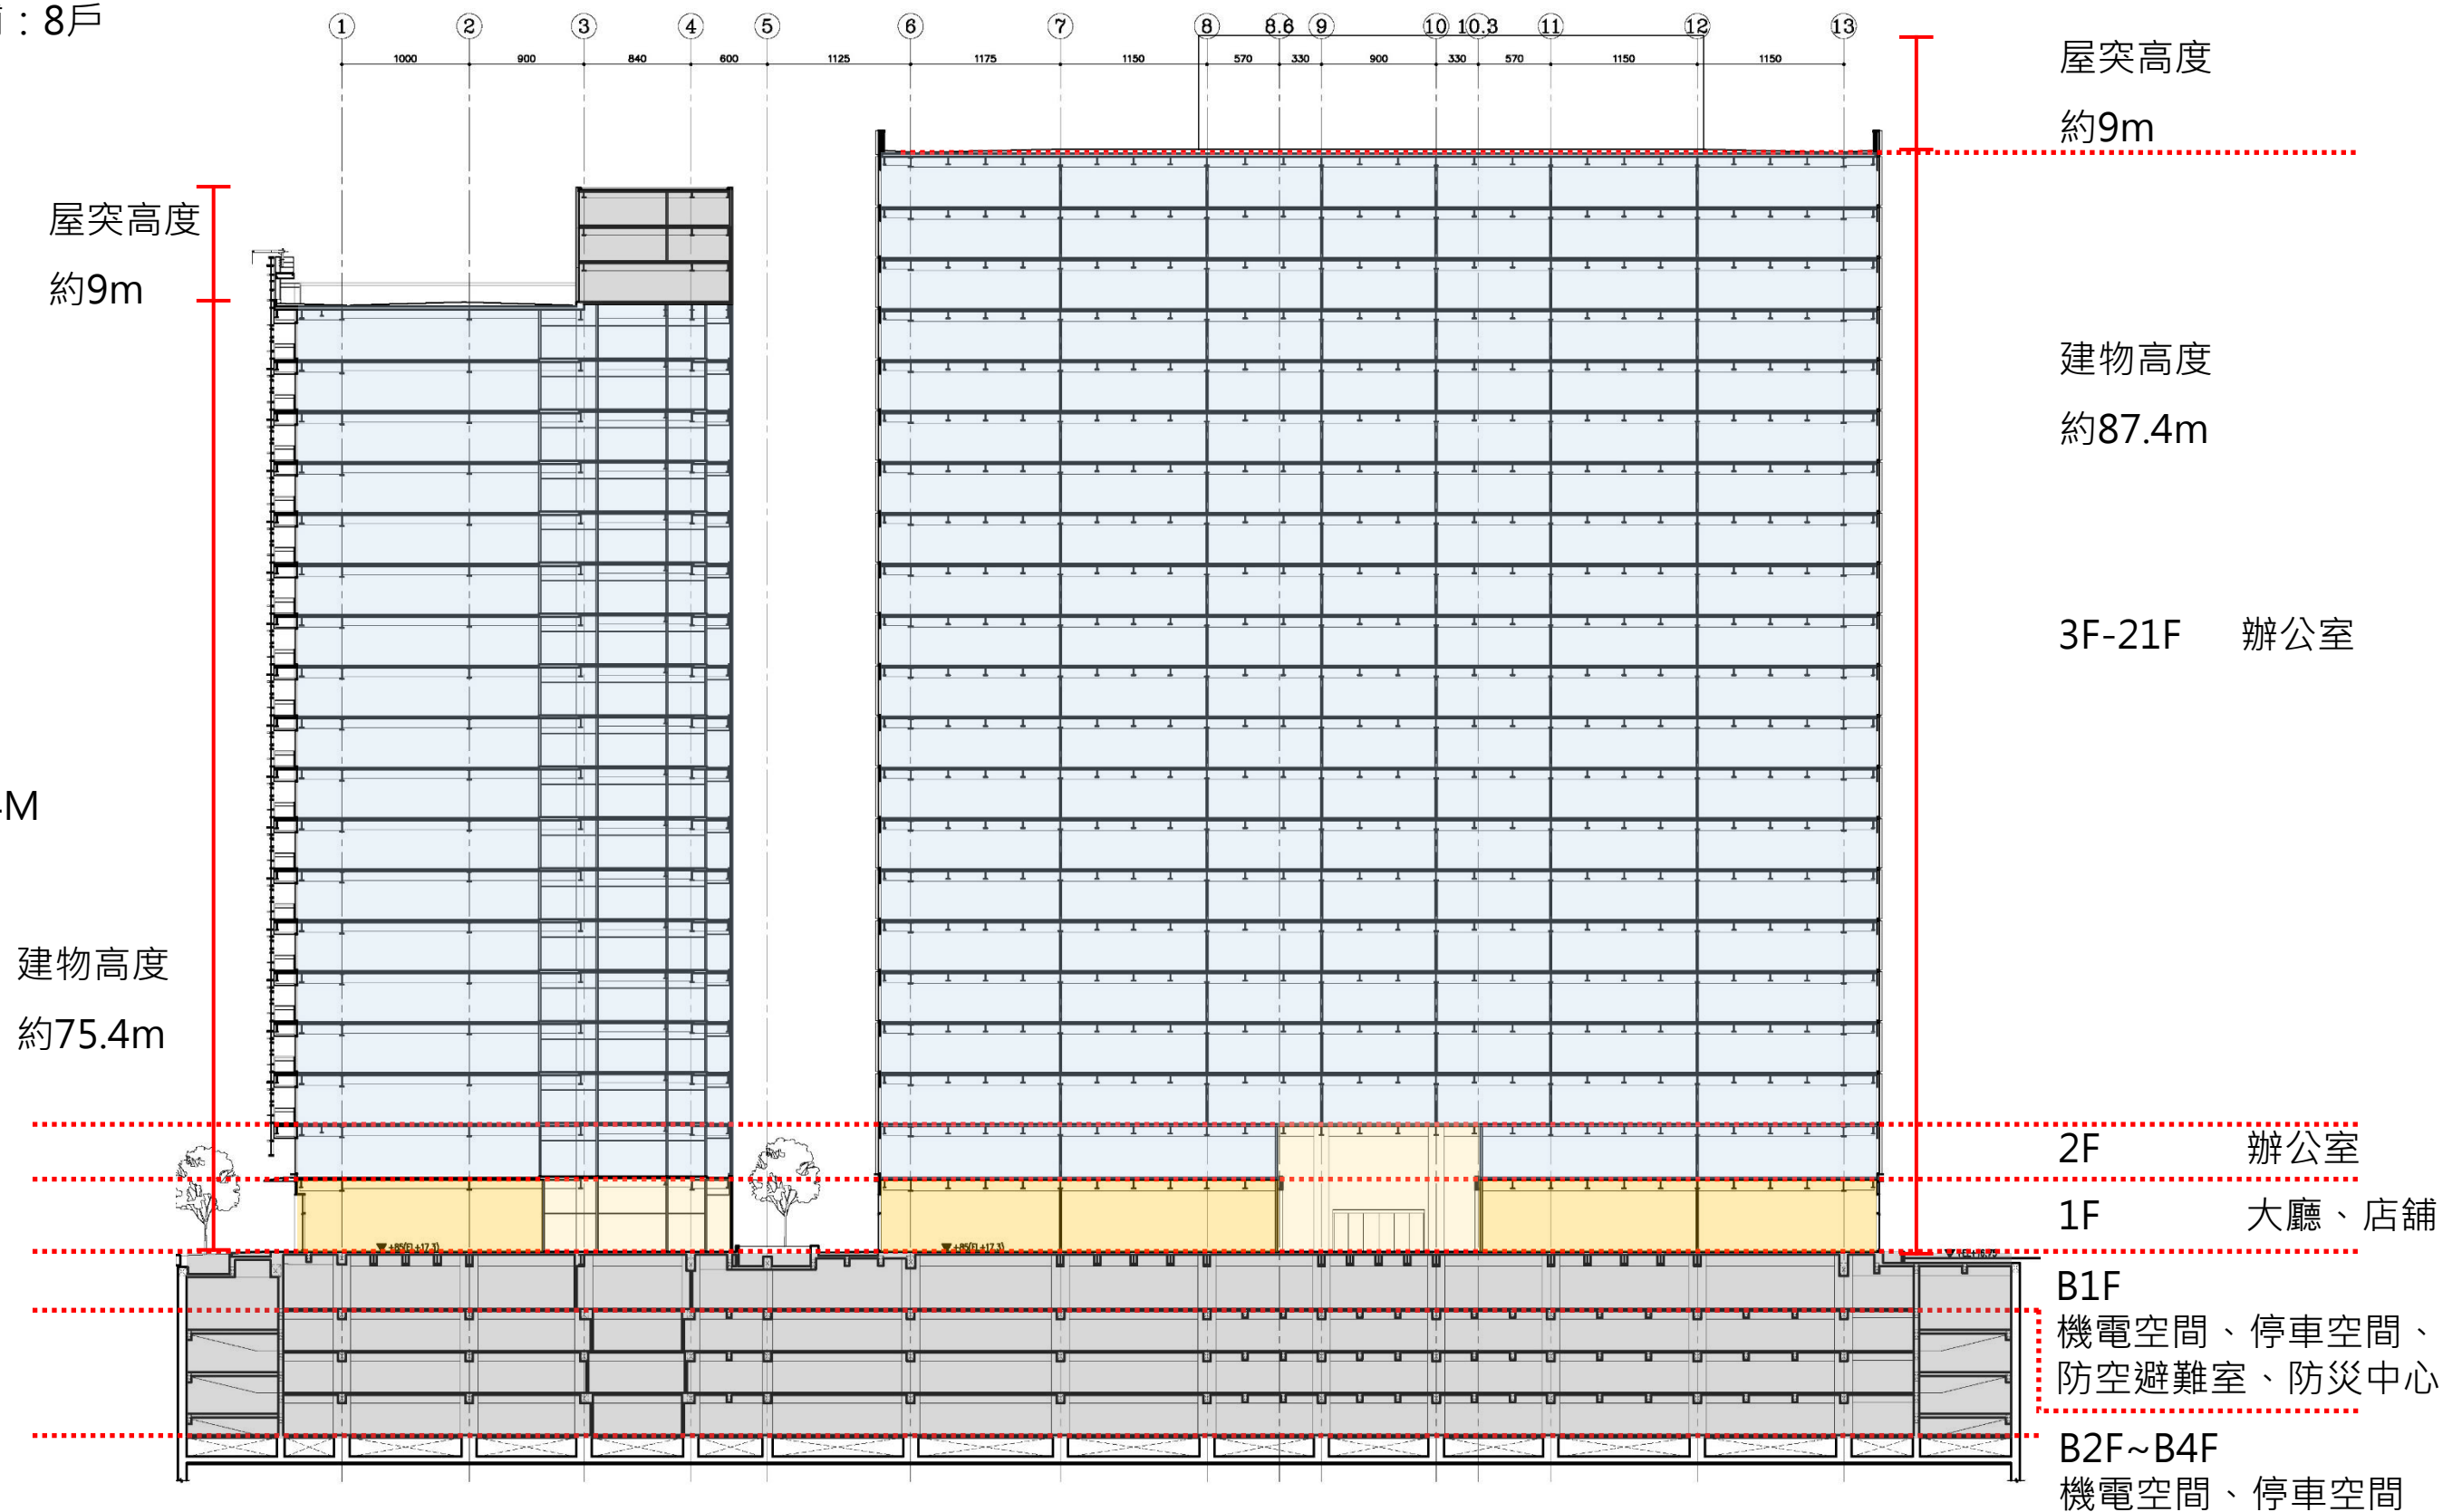 ：8戶
1 2 3 4 5 6 7 8 8.6 9 10 10.3 11 12 13
1000 900 840 600 1125 1175 1150 570 330 900 330 570 1150 1150
屋突高度
約9m
屋突高度
約9m
建物高度
約87.4m
3F-21F 辦公室
M
建物高度
約75.4m
2F 辦公室
1F 大廳、店舖
B1F
機電空間、停車空間、
防空避難室、防災中心
B2F~B4F
機電空間、停車空間